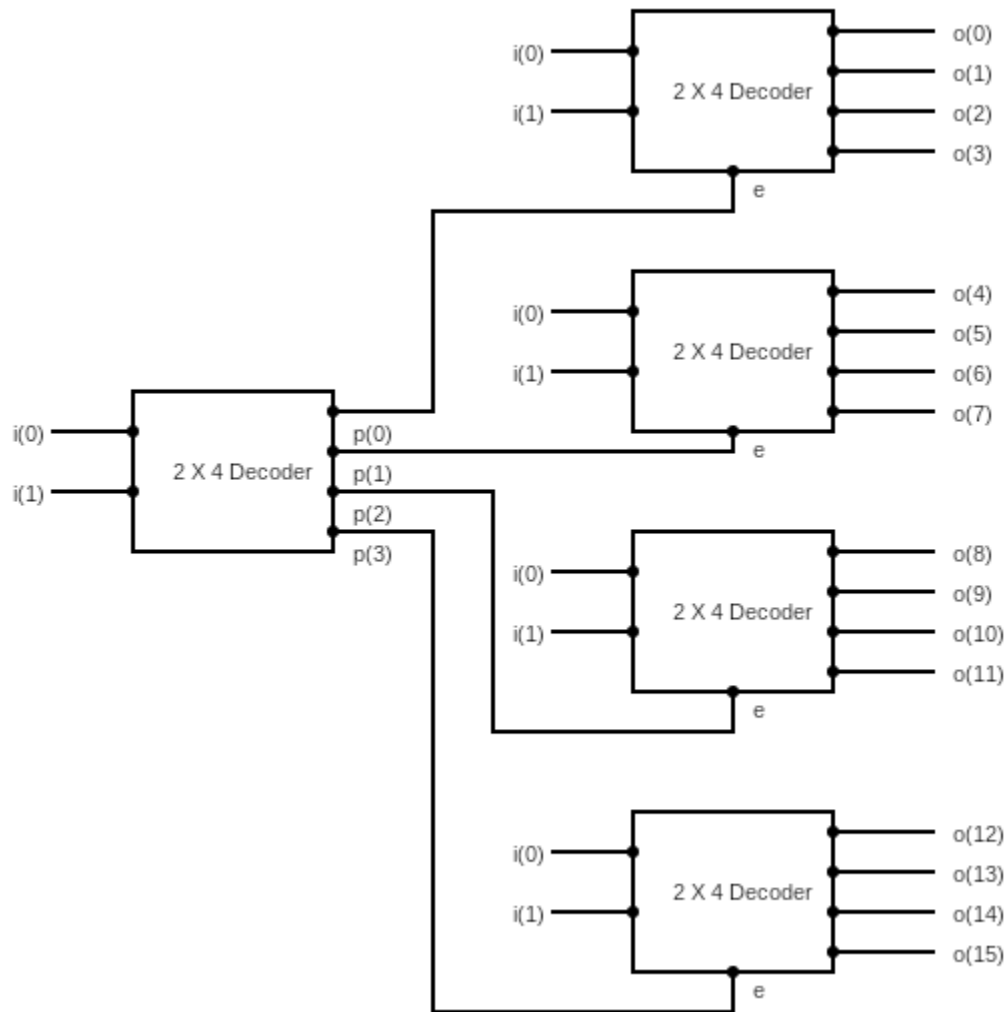 i(0)
i(1)
2 X 4 Decoder
p(0)
p(1)
p(2)
p(3)
i(0)
i(1)
2 X 4 Decoder
e
o(0)
o(1)
o(2)
o(3)
i(0)
i(1)
2 X 4 Decoder
e
o(4)
o(5)
o(6)
o(7)
i(0)
i(1)
2 X 4 Decoder
e
o(8)
o(9)
o(10)
o(11)
i(0)
i(1)
2 X 4 Decoder
e
o(12)
o(13)
o(14)
o(15)